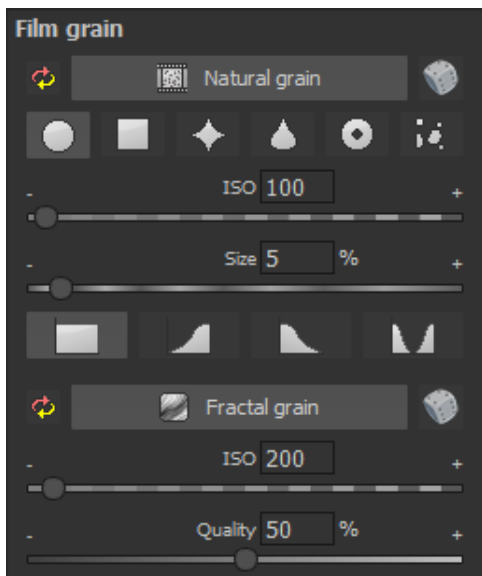 Film grain
Natural grain
ISO 100
- +
Size 5 %
- +
Fractal grain
ISO 200
- +
Quality 50 %
- +